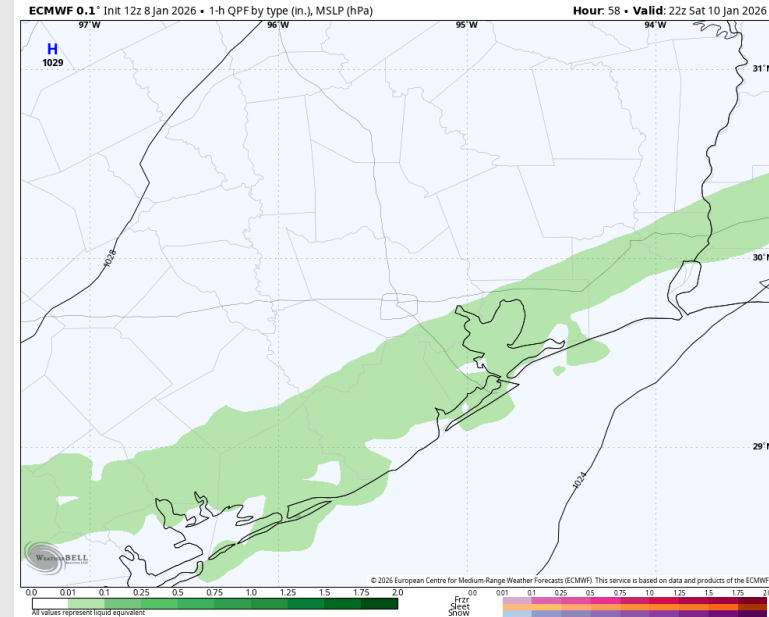 ECMWF 0.1° Init 12z 8 Jan 2026 • 1-h QPF by type (in.), MSLP (hPa)
Hour: 58 • Valid: 22z Sat 10 Jan 2026
97°W 96°W 95°W 94°W
H
1029
31°N
1028
30°N
29°N
1024
WEATHERBELL
© 2026 European Centre for Medium-Range Weather Forecasts (ECMWF). This service is based on data and products of the ECMWF
0.0 0.01 0.1 0.25 0.5 0.75 1.0 1.25 1.5 1.75 2.0
All values represent liquid equivalent
0.0 0.01 0.1 0.25 0.5 0.75 1.0 1.25 1.5 1.75 2.0
Frzr
Sleet
Snow